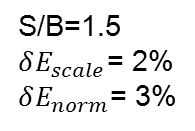 S/B=1.5
δE_scale = 2%
δE_norm = 3%